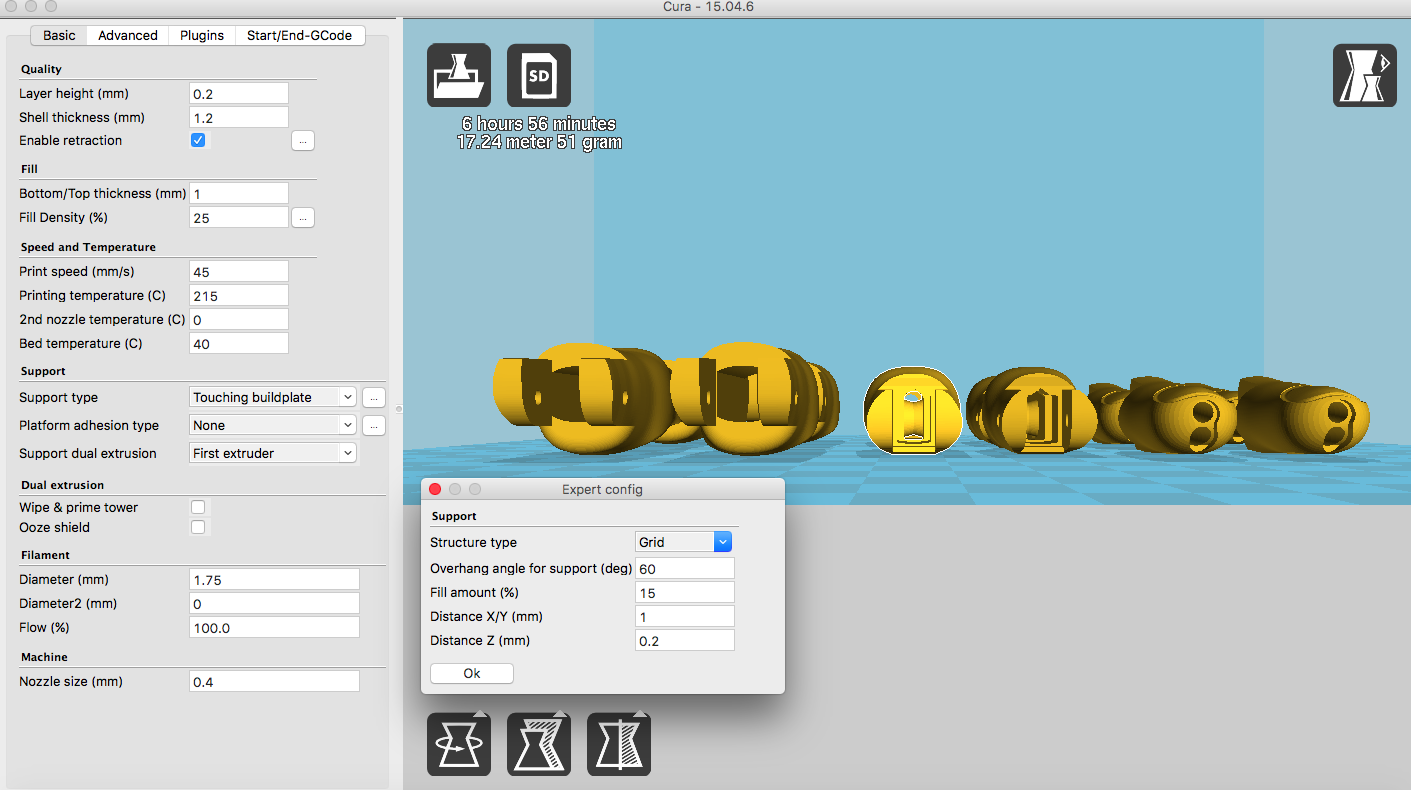 Cura - 15.04.6
Basic Advanced Plugins Start/End-GCode
Quality
Layer height (mm) 0.2
Shell thickness (mm) 1.2
Enable retraction ...
Fill
Bottom/Top thickness (mm) 1
Fill Density (%) 25 ...
Speed and Temperature
Print speed (mm/s) 45
Printing temperature (C) 215
2nd nozzle temperature (C) 0
Bed temperature (C) 40
Support
Support type Touching buildplate ...
Platform adhesion type None ...
Support dual extrusion First extruder
Dual extrusion
Wipe & prime tower
Ooze shield
Filament
Diameter (mm) 1.75
Diameter2 (mm) 0
Flow (%) 100.0
Machine
Nozzle size (mm) 0.4
SD
6 hours 56 minutes
17.24 meter 51 gram
Expert config
Support
Structure type Grid
Overhang angle for support (deg) 60
Fill amount (%) 15
Distance X/Y (mm) 1
Distance Z (mm) 0.2
Ok